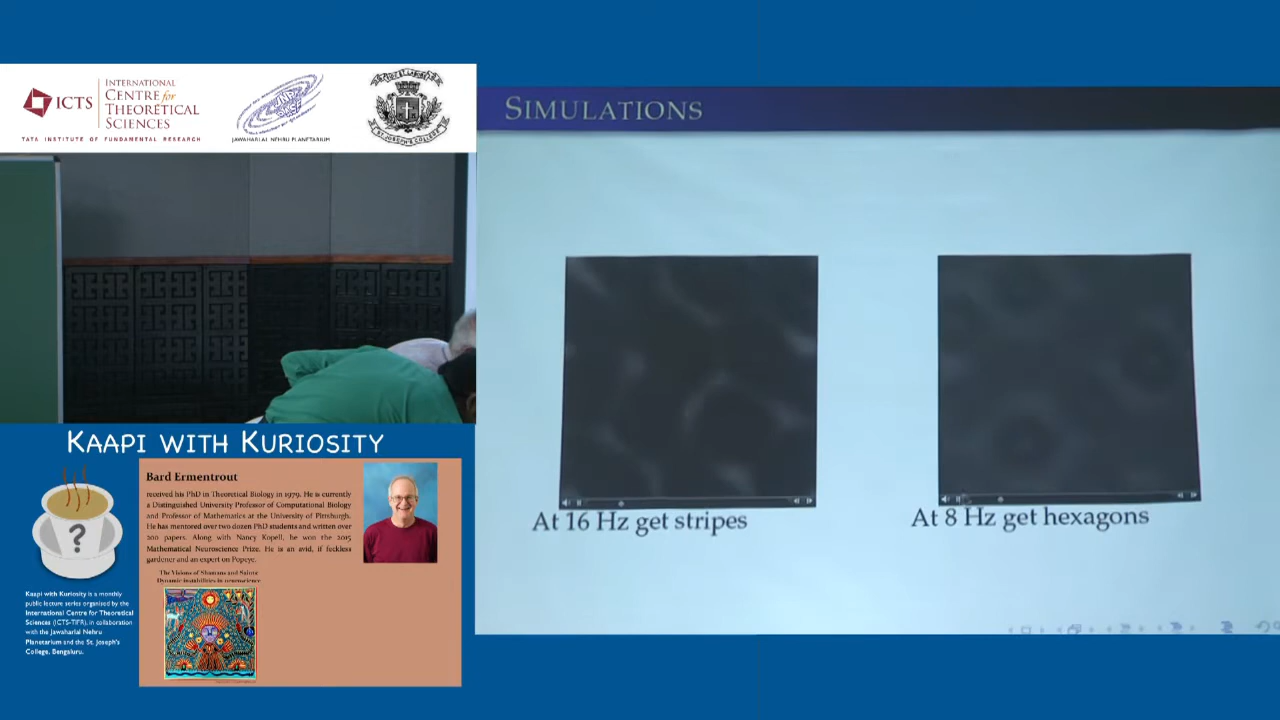 ICTS
INTERNATIONAL
CENTRE for
THEORETICAL
SCIENCES
TATA INSTITUTE OF FUNDAMENTAL RESEARCH
JAWAHARLAL NEHRU PLANETARIUM
SIMULATIONS
At 16 Hz get stripes
At 8 Hz get hexagons
KAAPI WITH KURIOSITY
?
Bard Ermentrout
received his PhD in Theoretical Biology in 1979. He is currently
a Distinguished University Professor of Computational Biology
and Professor of Mathematics at the University of Pittsburgh.
He has mentored over two dozen PhD students and written over
200 papers. Along with Nancy Kopell, he won the 2015
Mathematical Neuroscience Prize. He is an avid, if feckless
gardener and an expert on Popeye.
The Visions of Shamans and Saints:
Dynamic instabilities in neuroscience
Kaapi with Kuriosity is a monthly
public lecture series organised by the
International Centre for Theoretical
Sciences (ICTS-TIFR), in collaboration
with the Jawaharlal Nehru
Planetarium and the St. Joseph's
College, Bengaluru.